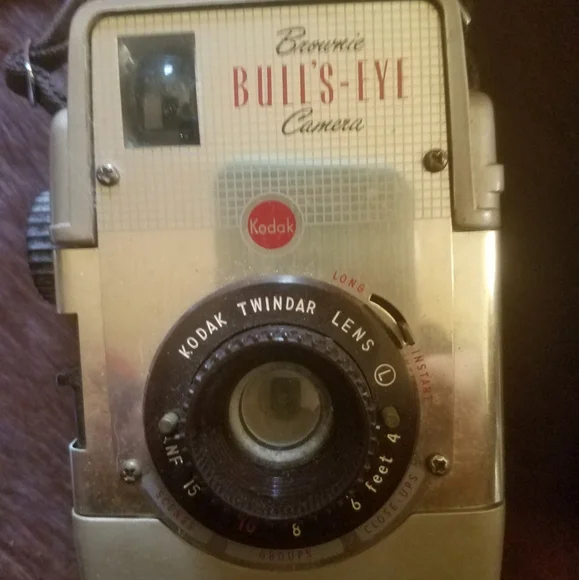 Brownie
BULL'S-EYE
Camera
Kodak
LONG
INSTANT
KODAK TWINDAR LENS Ⓛ
INF 15 10 8 6 feet 4
SCENES GROUPS CLOSE-UPS